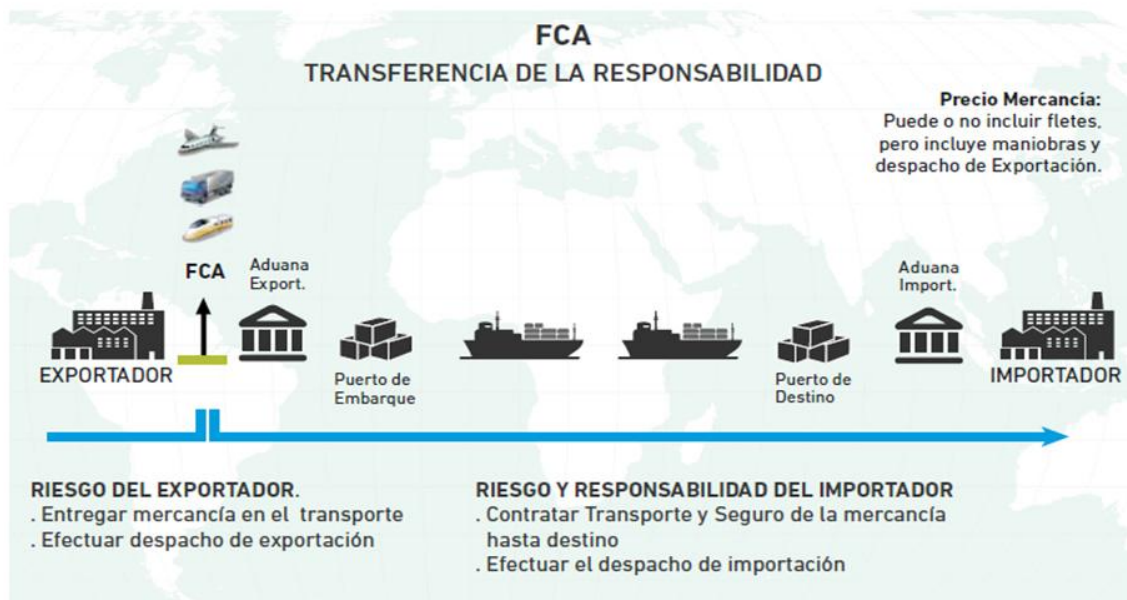 FCA
TRANSFERENCIA DE LA RESPONSABILIDAD
Precio Mercancía:
Puede o no incluir fletes,
pero incluye maniobras y
despacho de Exportación.
FCA
Aduana
Export.
Aduana
Import.
EXPORTADOR
Puerto de
Embarque
Puerto de
Destino
IMPORTADOR
RIESGO DEL EXPORTADOR.
. Entregar mercancía en el transporte
. Efectuar despacho de exportación
RIESGO Y RESPONSABILIDAD DEL IMPORTADOR
. Contratar Transporte y Seguro de la mercancía
hasta destino
. Efectuar el despacho de importación